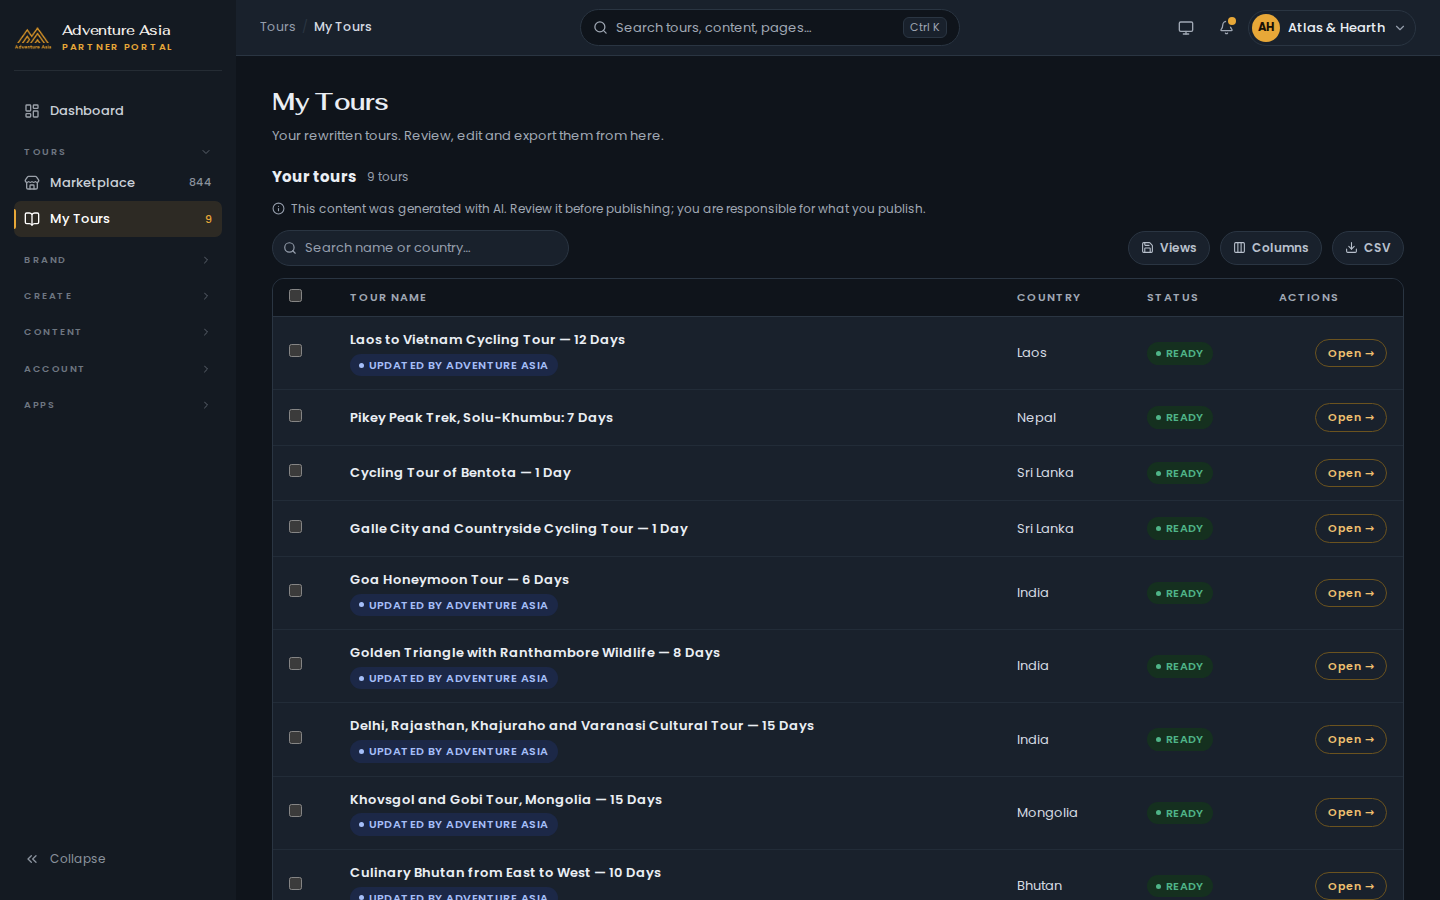 Adventure Asia
Adventure Asia
PARTNER PORTAL
Tours / My Tours
Search tours, content, pages...
Ctrl K
AH
Atlas & Hearth
Dashboard
TOURS
Marketplace 844
My Tours 9
BRAND
CREATE
CONTENT
ACCOUNT
APPS
Collapse
My Tours
Your rewritten tours. Review, edit and export them from here.
Your tours 9 tours
This content was generated with AI. Review it before publishing; you are responsible for what you publish.
Search name or country...
Views
Columns
CSV
TOUR NAME COUNTRY STATUS ACTIONS
Laos to Vietnam Cycling Tour — 12 Days
UPDATED BY ADVENTURE ASIA
Laos READY Open →
Pikey Peak Trek, Solu-Khumbu: 7 Days Nepal READY Open →
Cycling Tour of Bentota — 1 Day Sri Lanka READY Open →
Galle City and Countryside Cycling Tour — 1 Day Sri Lanka READY Open →
Goa Honeymoon Tour — 6 Days
UPDATED BY ADVENTURE ASIA
India READY Open →
Golden Triangle with Ranthambore Wildlife — 8 Days
UPDATED BY ADVENTURE ASIA
India READY Open →
Delhi, Rajasthan, Khajuraho and Varanasi Cultural Tour — 15 Days
UPDATED BY ADVENTURE ASIA
India READY Open →
Khovsgol and Gobi Tour, Mongolia — 15 Days
UPDATED BY ADVENTURE ASIA
Mongolia READY Open →
Culinary Bhutan from East to West — 10 Days
UPDATED BY ADVENTURE ASIA
Bhutan READY Open →